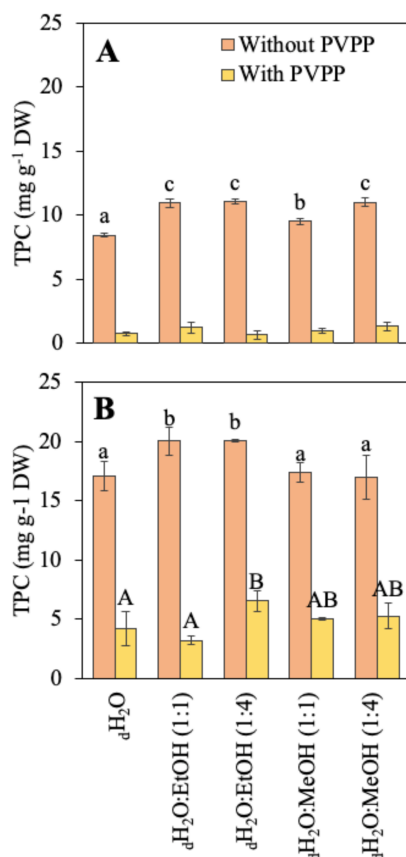 25
A
Without PVPP
With PVPP
20
15
10
5
0
TPC (mg g⁻¹ DW)
a
c
c
b
c
25
B
20
15
10
5
0
TPC (mg g-1 DW)
a
b
b
a
a
A
A
B
AB
AB
dH₂O
dH₂O:EtOH (1:1)
dH₂O:EtOH (1:4)
dH₂O:MeOH (1:1)
dH₂O:MeOH (1:4)